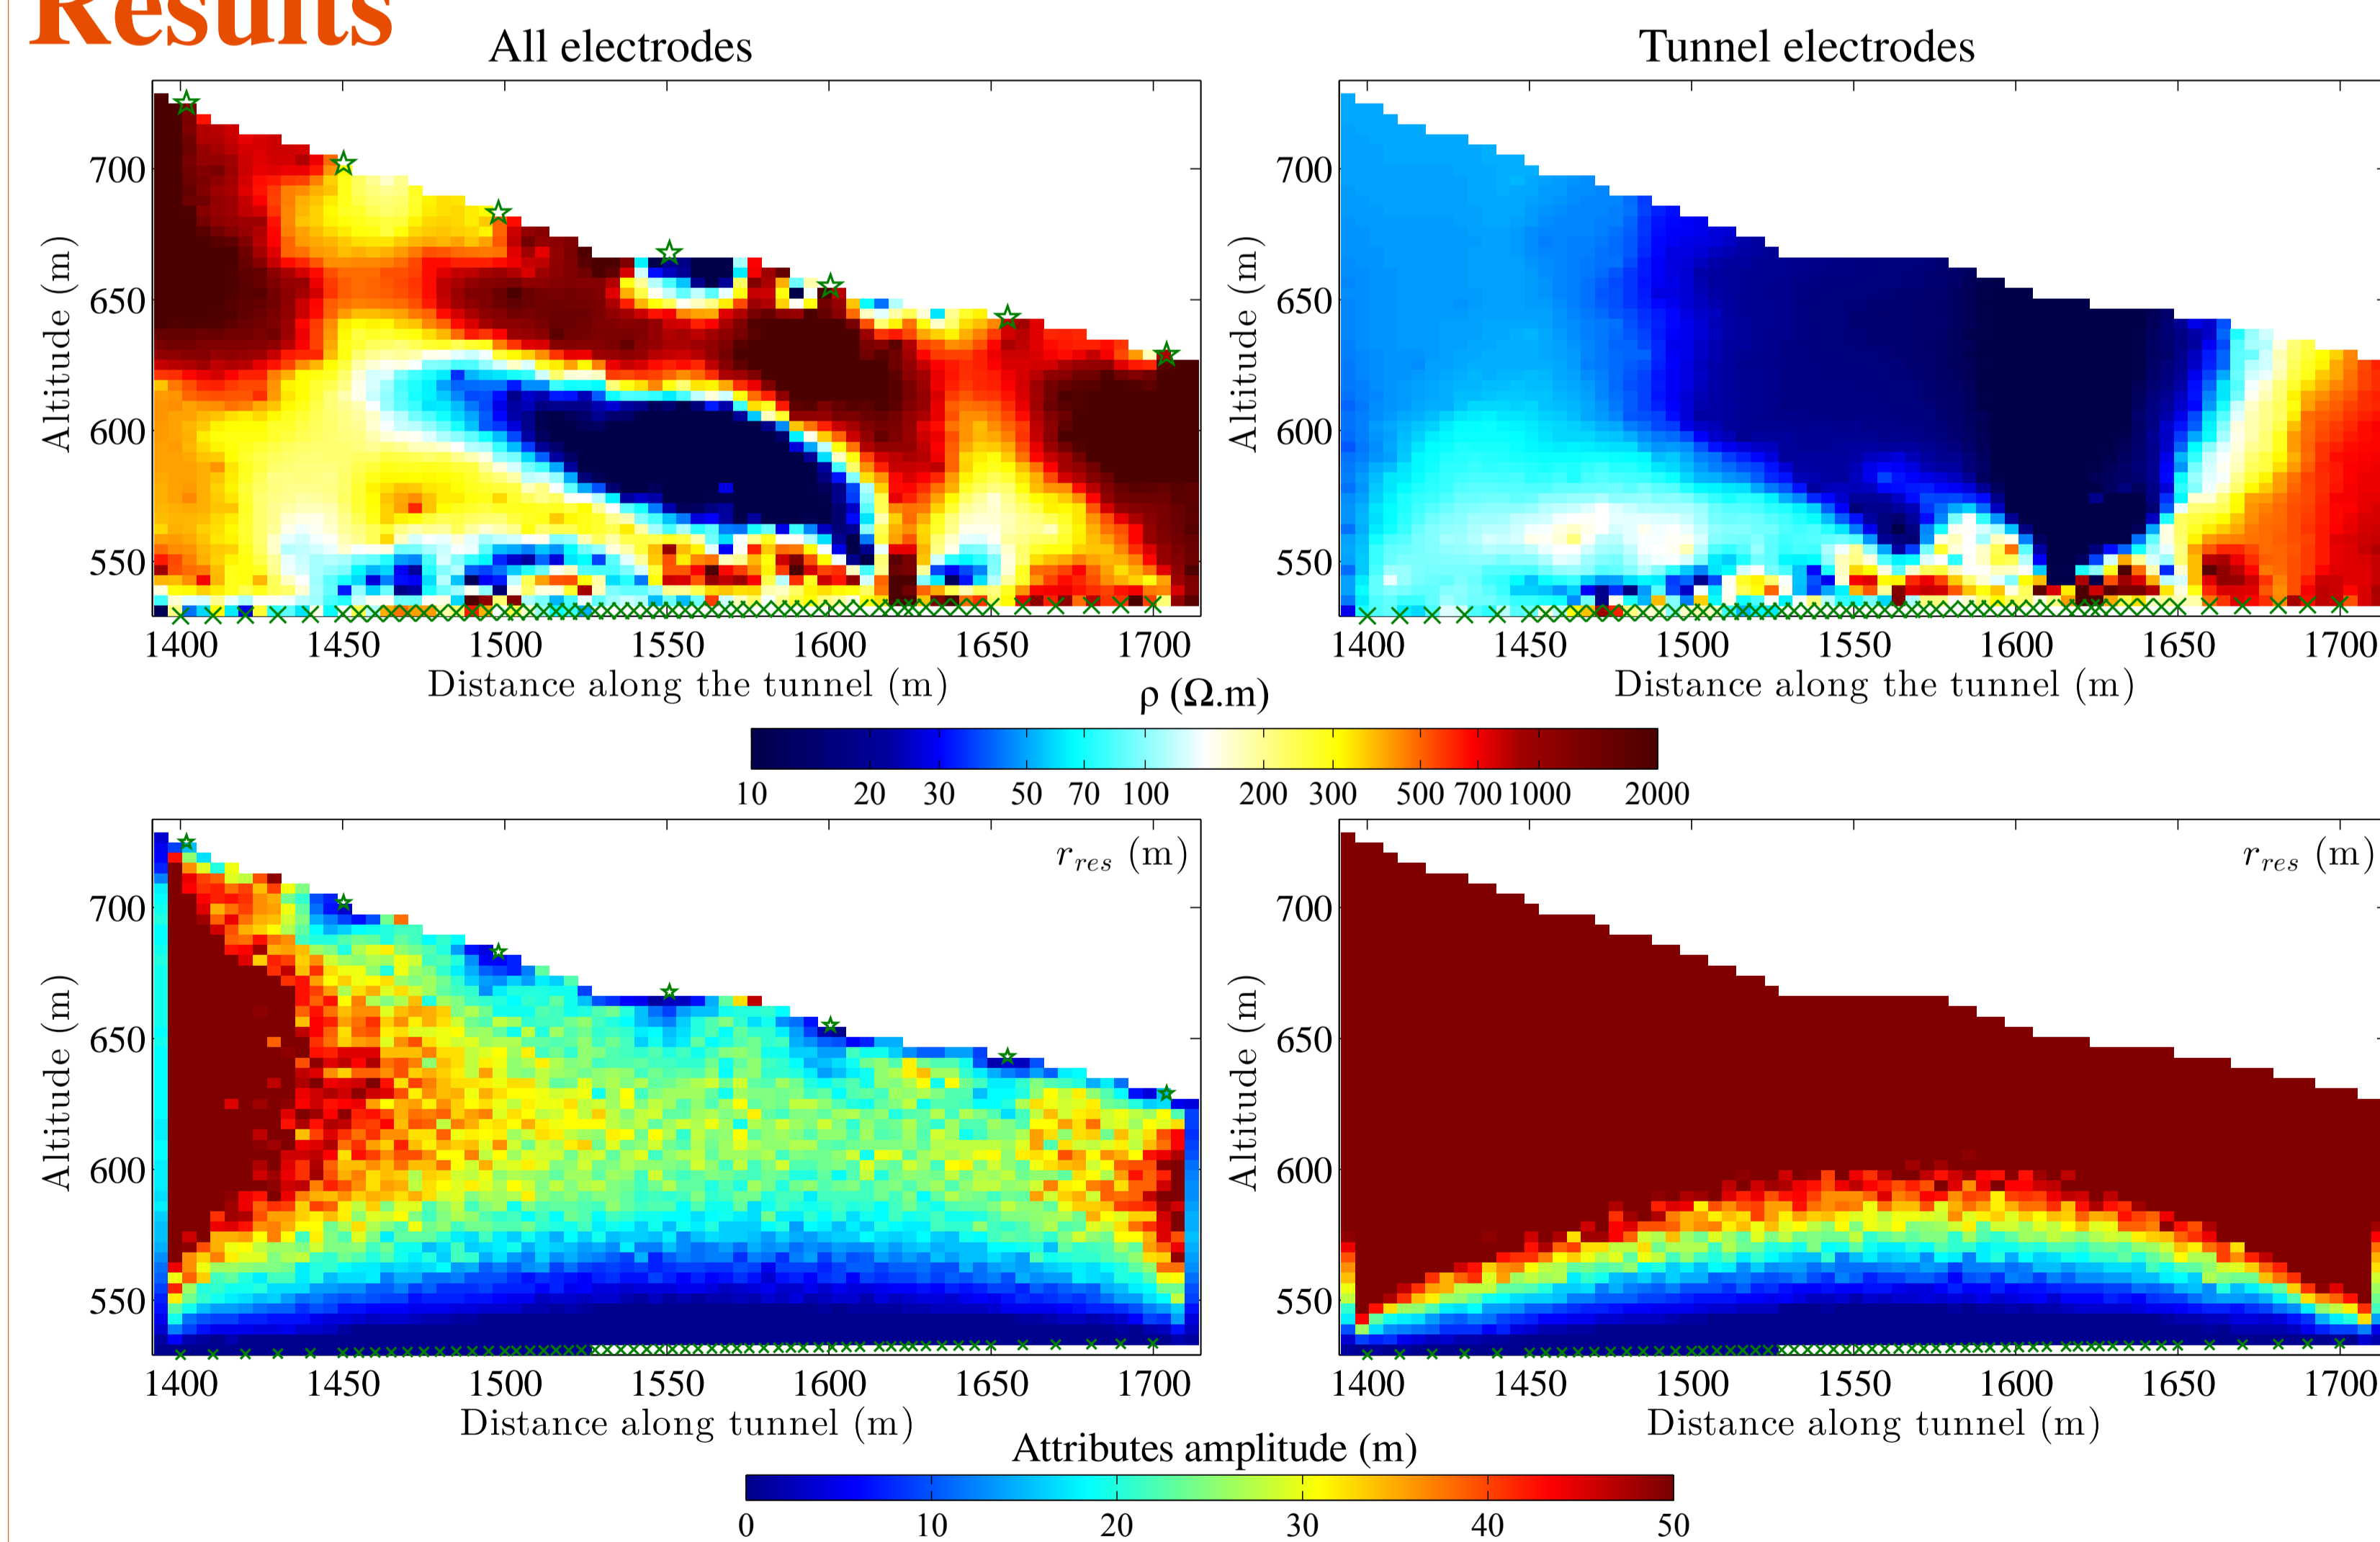 Results
All electrodes
Tunnel electrodes
Altitude (m)
700
650
600
550
1400 1450 1500 1550 1600 1650 1700
Distance along the tunnel (m)
Altitude (m)
700
650
600
550
1400 1450 1500 1550 1600 1650 1700
Distance along the tunnel (m)
ρ (Ω.m)
10 20 30 50 70 100 200 300 500 700 1000 2000
r_res (m)
Altitude (m)
700
650
600
550
1400 1450 1500 1550 1600 1650 1700
Distance along tunnel (m)
r_res (m)
Altitude (m)
700
650
600
550
1400 1450 1500 1550 1600 1650 1700
Distance along tunnel (m)
Attributes amplitude (m)
0 10 20 30 40 50